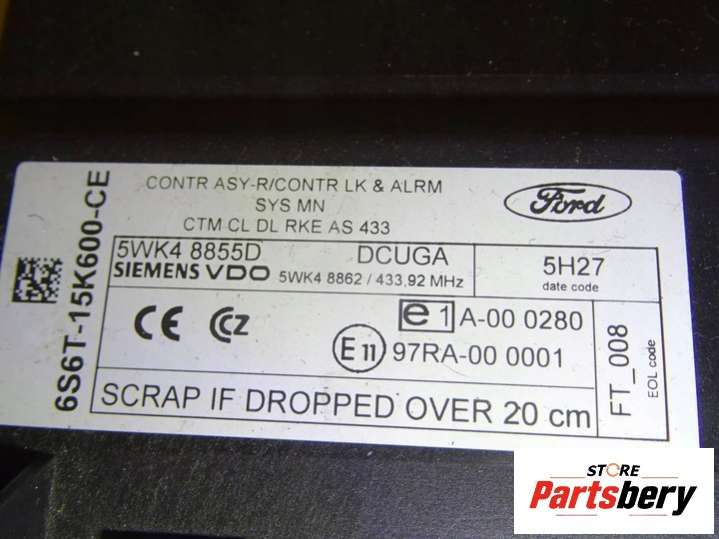 6S6T-15K600-CE
CONTR ASY-R/CONTR LK & ALRM
SYS MN
CTM CL DL RKE AS 433
Ford
5WK4 8855D DCUGA
SIEMENS VDO 5WK4 8862 / 433,92 MHz
5H27
date code
CE CZ
e 1 A-00 0280
E 11 97RA-00 0001
FT_008
EOL code
SCRAP IF DROPPED OVER 20 cm
STORE
Partsbery